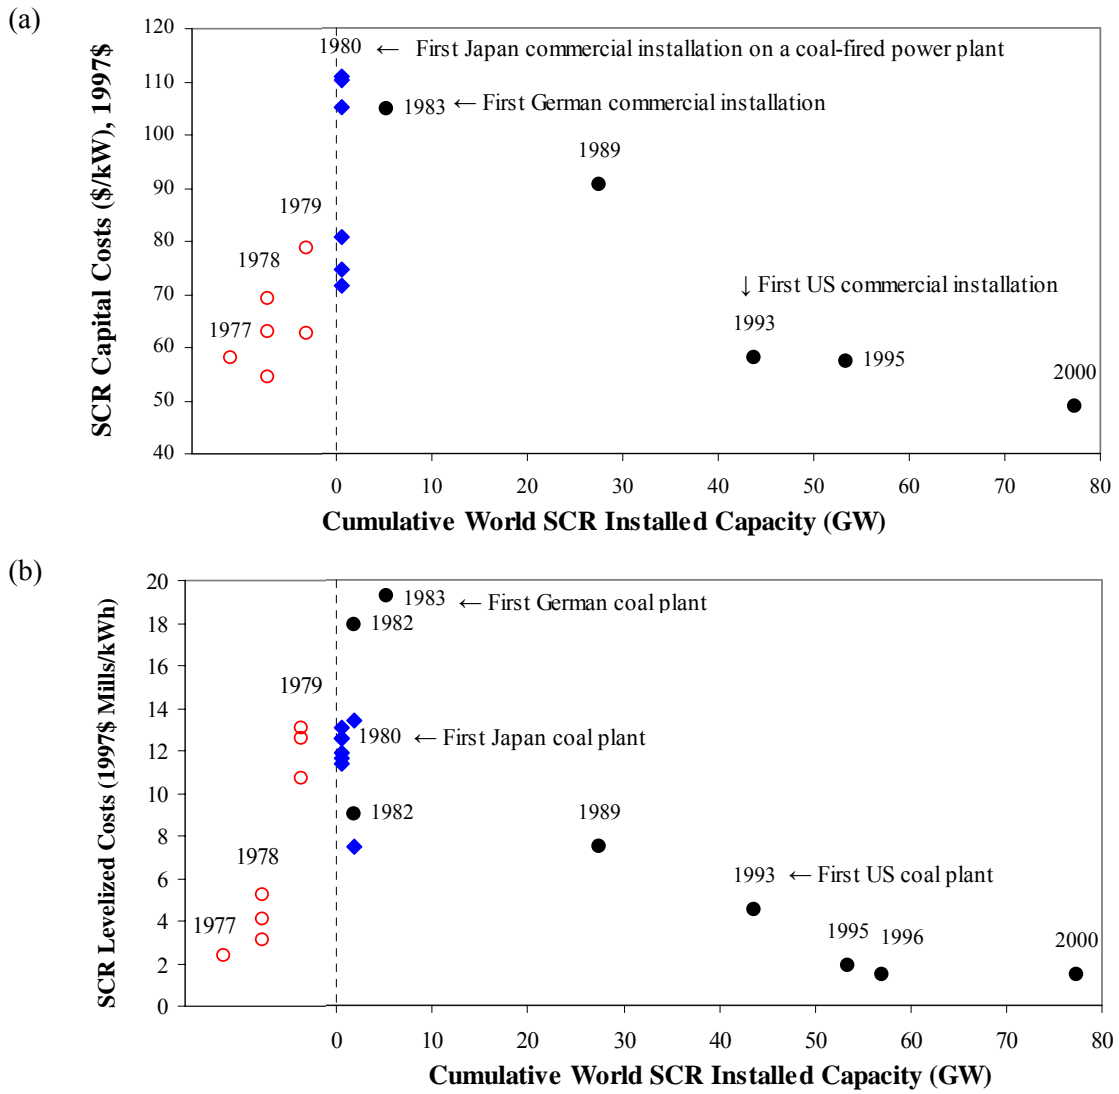 (a)
SCR Capital Costs ($/kW), 1997$
120
110
100
90
80
70
60
50
40
1980 ← First Japan commercial installation on a coal-fired power plant
1983 ← First German commercial installation
1989
1979
1978
1977
↓ First US commercial installation
1993
1995
2000
0 10 20 30 40 50 60 70 80
Cumulative World SCR Installed Capacity (GW)
(b)
SCR Levelized Costs (1997$ Mills/kWh)
20
18
16
14
12
10
8
6
4
2
0
1983 ← First German coal plant
1982
1979
1980 ← First Japan coal plant
1982
1989
1978
1993 ← First US coal plant
1977
1995 1996 2000
0 10 20 30 40 50 60 70 80
Cumulative World SCR Installed Capacity (GW)